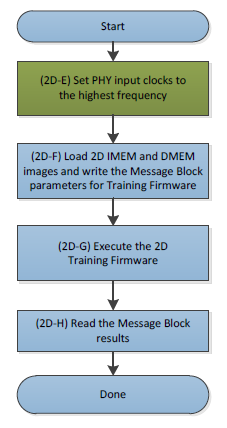 Start
(2D-E) Set PHY input clocks to
the highest frequency
(2D-F) Load 2D IMEM and DMEM
images and write the Message Block
parameters for Training Firmware
(2D-G) Execute the 2D
Training Firmware
(2D-H) Read the Message Block
results
Done